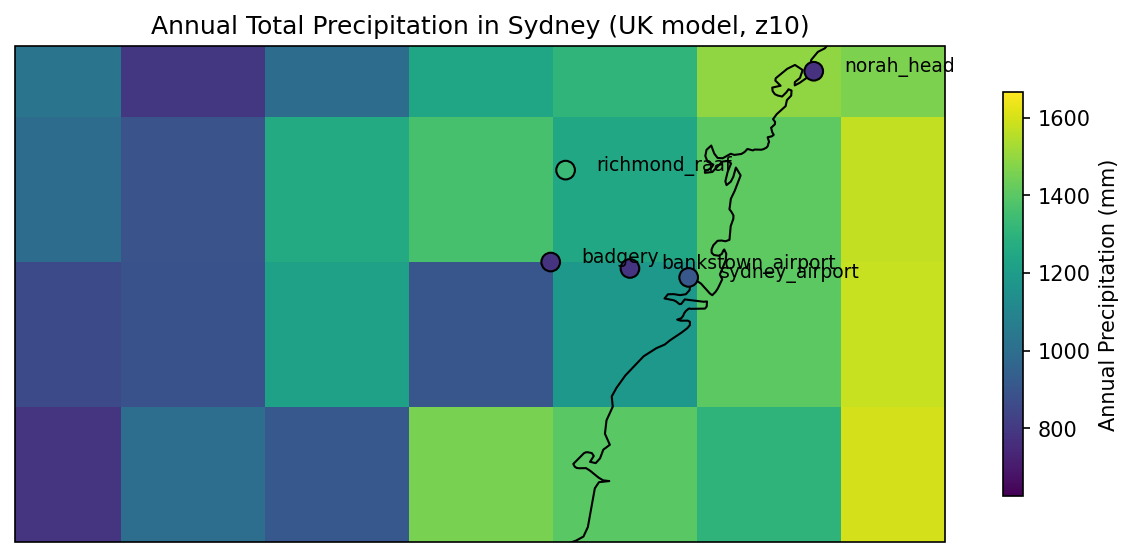 Annual Total Precipitation in Sydney (UK model, z10)
norah_head
richmond_raaf
badgery
bankstown_airport
sydney_airport
1600
1400
1200
1000
800
Annual Precipitation (mm)